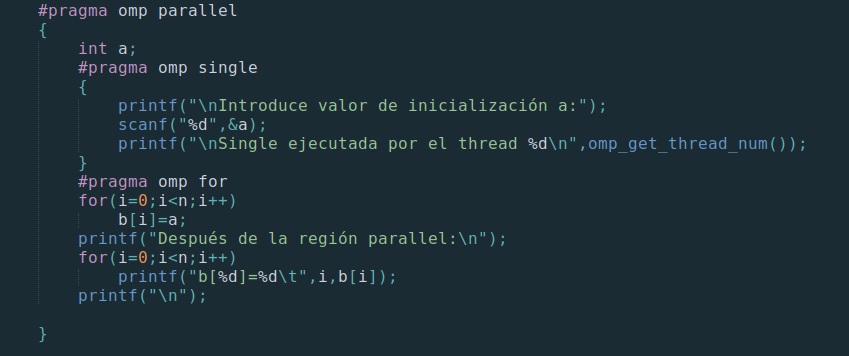 #pragma omp parallel
{
    int a;
    #pragma omp single
    {
        printf("\nIntroduce valor de inicialización a:");
        scanf("%d",&a);
        printf("\nSingle ejecutada por el thread %d\n",omp_get_thread_num());
    }
    #pragma omp for
    for(i=0;i<n;i++)
        b[i]=a;
    printf("Después de la región parallel:\n");
    for(i=0;i<n;i++)
        printf("b[%d]=%d\t",i,b[i]);
    printf("\n");
}